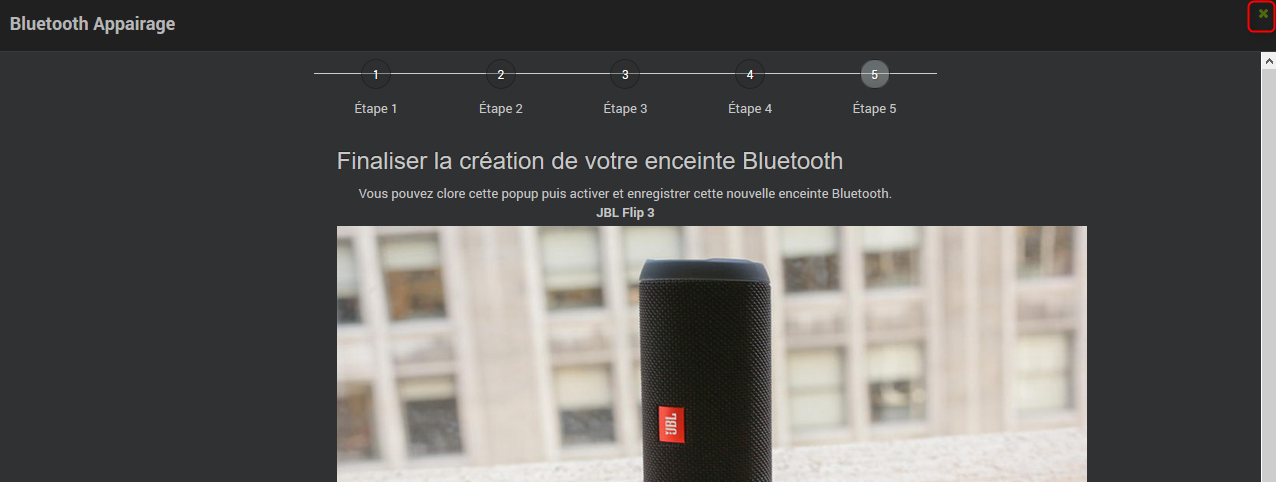 Bluetooth Appairage
1 2 3 4 5
Étape 1 Étape 2 Étape 3 Étape 4 Étape 5
Finaliser la création de votre enceinte Bluetooth
Vous pouvez clore cette popup puis activer et enregistrer cette nouvelle enceinte Bluetooth.
JBL Flip 3
JBL